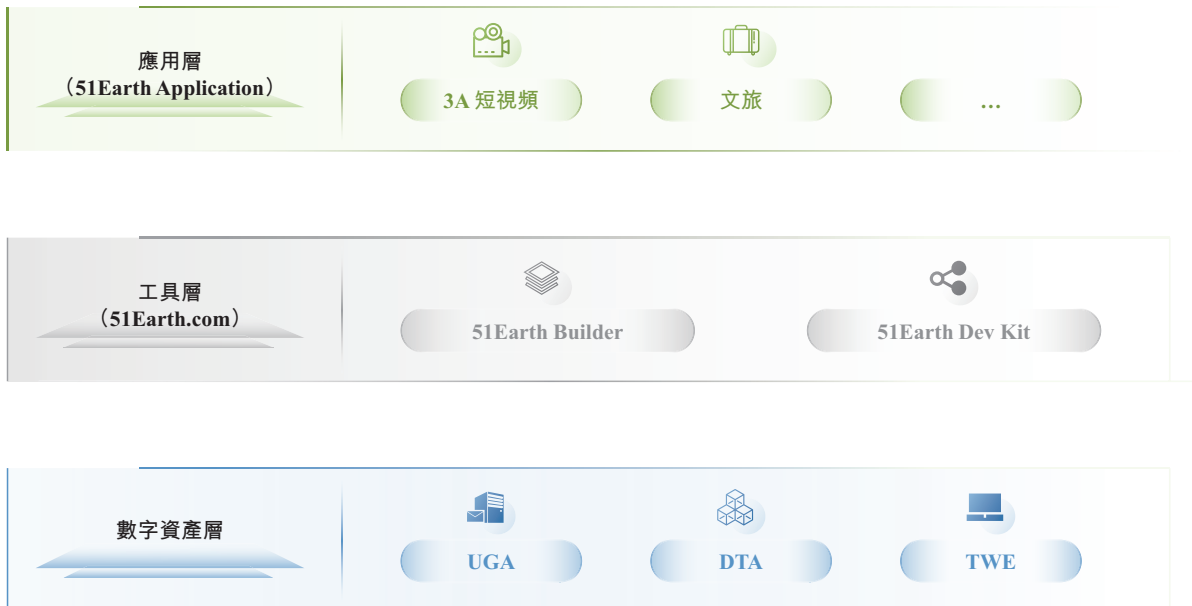 應用層
（51Earth Application）
3A 短視頻
文旅
…
工具層
（51Earth.com）
51Earth Builder
51Earth Dev Kit
數字資產層
UGA
DTA
TWE